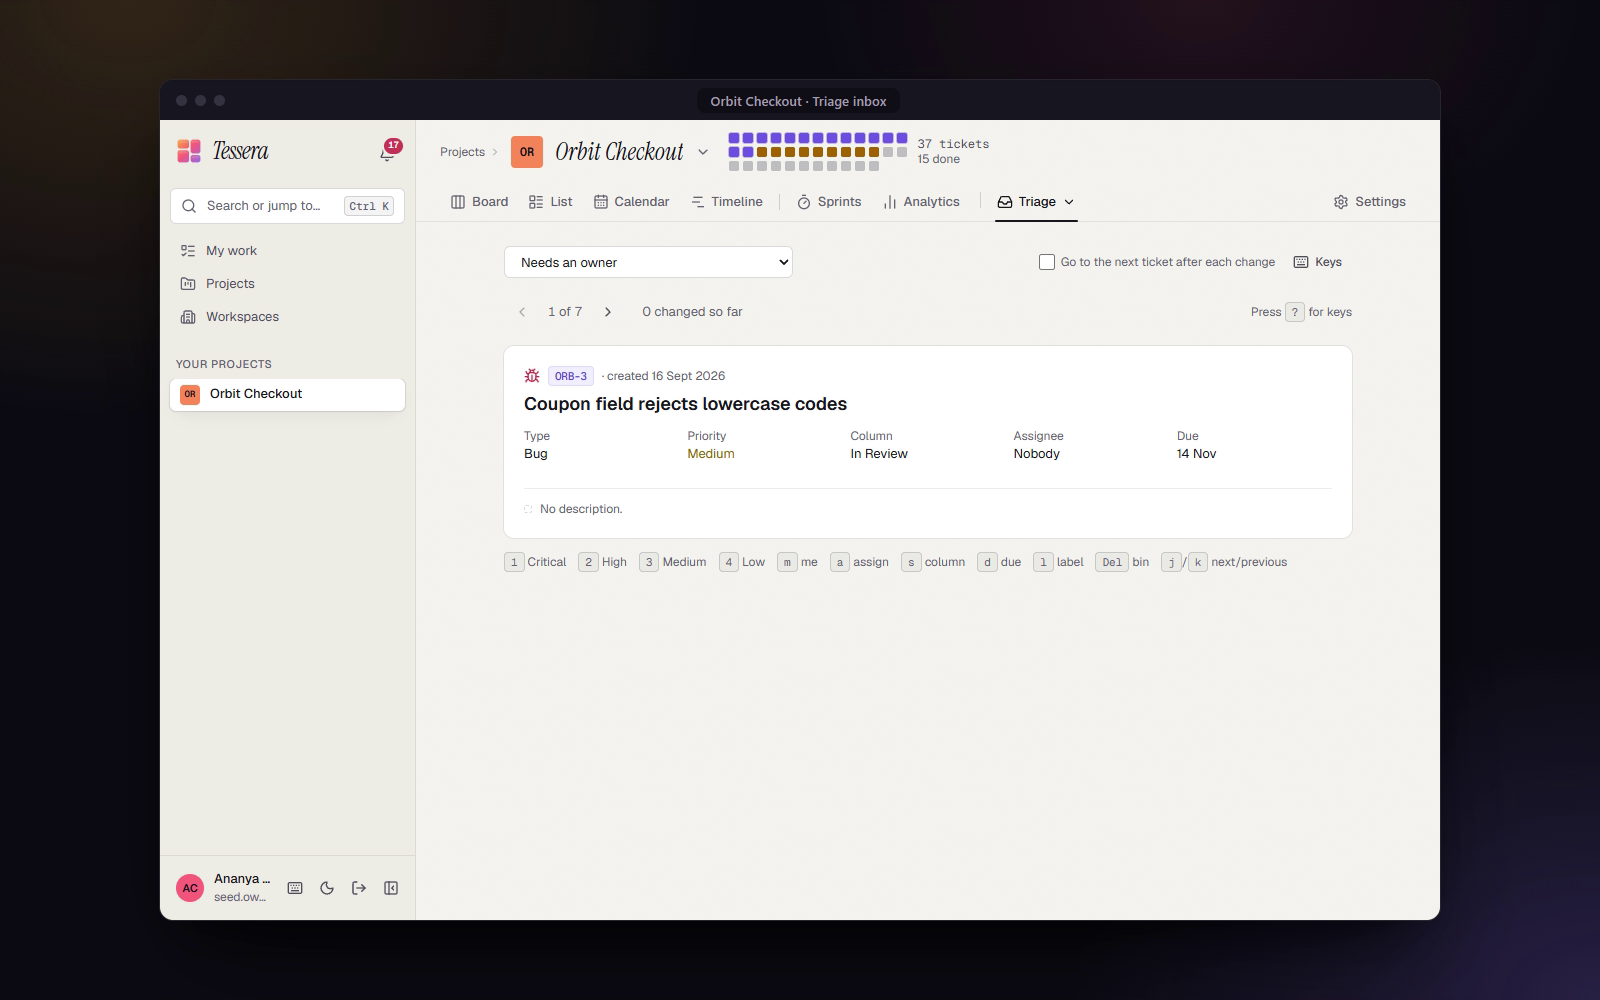 Orbit Checkout · Triage inbox
Tessera
17
Search or jump to...
Ctrl K
My work
Projects
Workspaces
YOUR PROJECTS
OR
Orbit Checkout
AC
Ananya ...
seed.ow...
Projects
OR
Orbit Checkout
37 tickets
15 done
Board
List
Calendar
Timeline
Sprints
Analytics
Triage
Settings
Needs an owner
Go to the next ticket after each change
Keys
1 of 7
0 changed so far
Press ? for keys
ORB-3 · created 16 Sept 2026
Coupon field rejects lowercase codes
Type Priority Column Assignee Due
Bug Medium In Review Nobody 14 Nov
No description.
1 Critical 2 High 3 Medium 4 Low m me a assign s column d due l label Del bin j/k next/previous